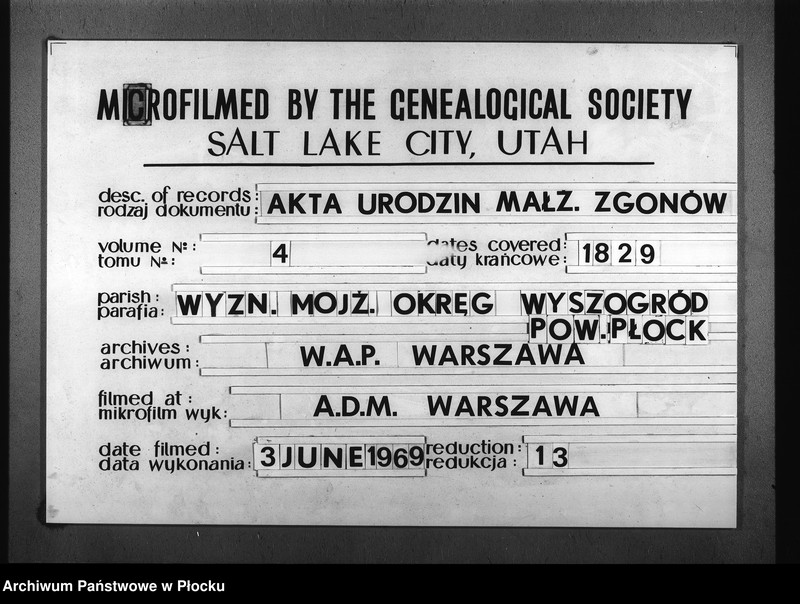 MICROFILMED BY THE GENEALOGICAL SOCIETY
SALT LAKE CITY, UTAH
desc. of records: AKTA URODZIN MAŁŻ. ZGONÓW
rodzaj dokumentu:
volume Nº: 4 dates covered: 1829
tomu Nº: daty krańcowe:
parish: WYZN. MOJŻ. OKRĘG WYSZOGRÓD
parafia: POW. PŁOCK
archives: W.A.P. WARSZAWA
archiwum:
filmed at: A.D.M. WARSZAWA
mikrofilm wyk:
date filmed: 3 JUNE 1969 reduction: 13
data wykonania: redukcja:
Archiwum Państwowe w Płocku